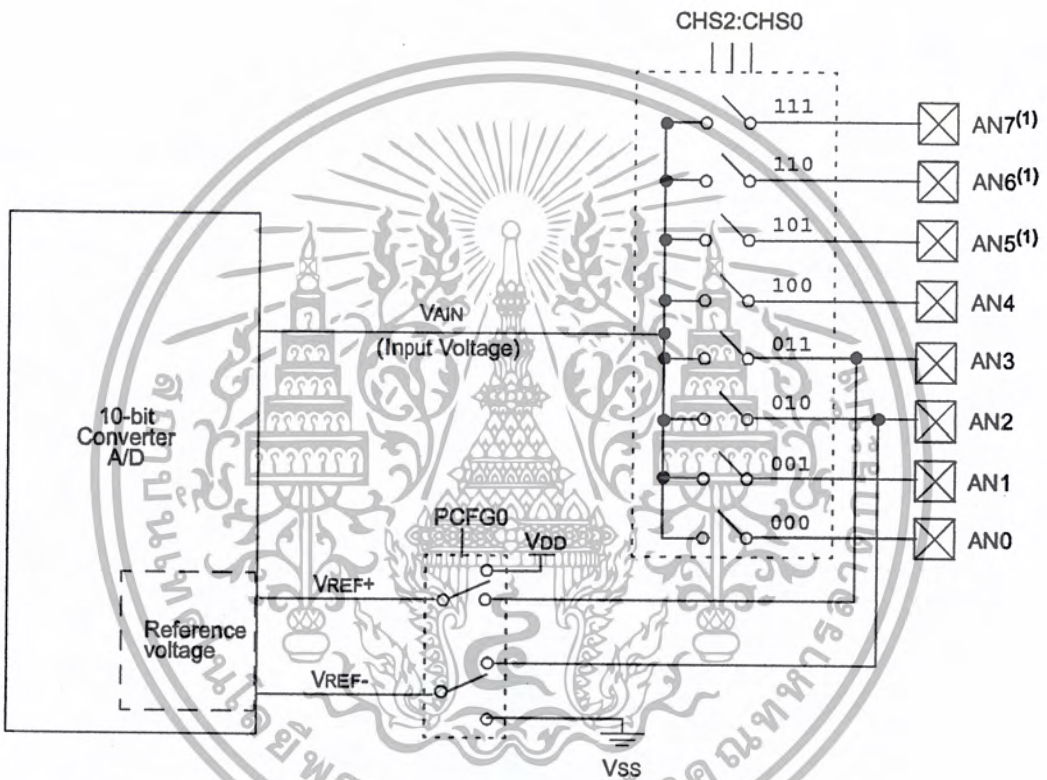 CHS2:CHS0
111
AN7(1)
110
AN6(1)
101
AN5(1)
100
AN4
VAIN
(Input Voltage)
011
AN3
10-bit
Converter
A/D
010
AN2
001
AN1
PCFG0
VDD
000
AN0
VREF+
Reference
voltage
VREF-
VSS